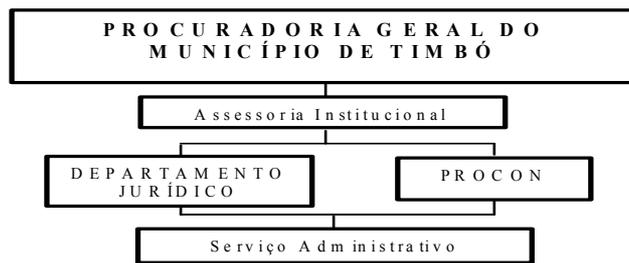 PROCURADORIA GERAL DO
MUNICÍPIO DE TIMBÓ
Assessoria Institucional
DEPARTAMENTO
JURÍDICO
PROCON
Serviço Administrativo